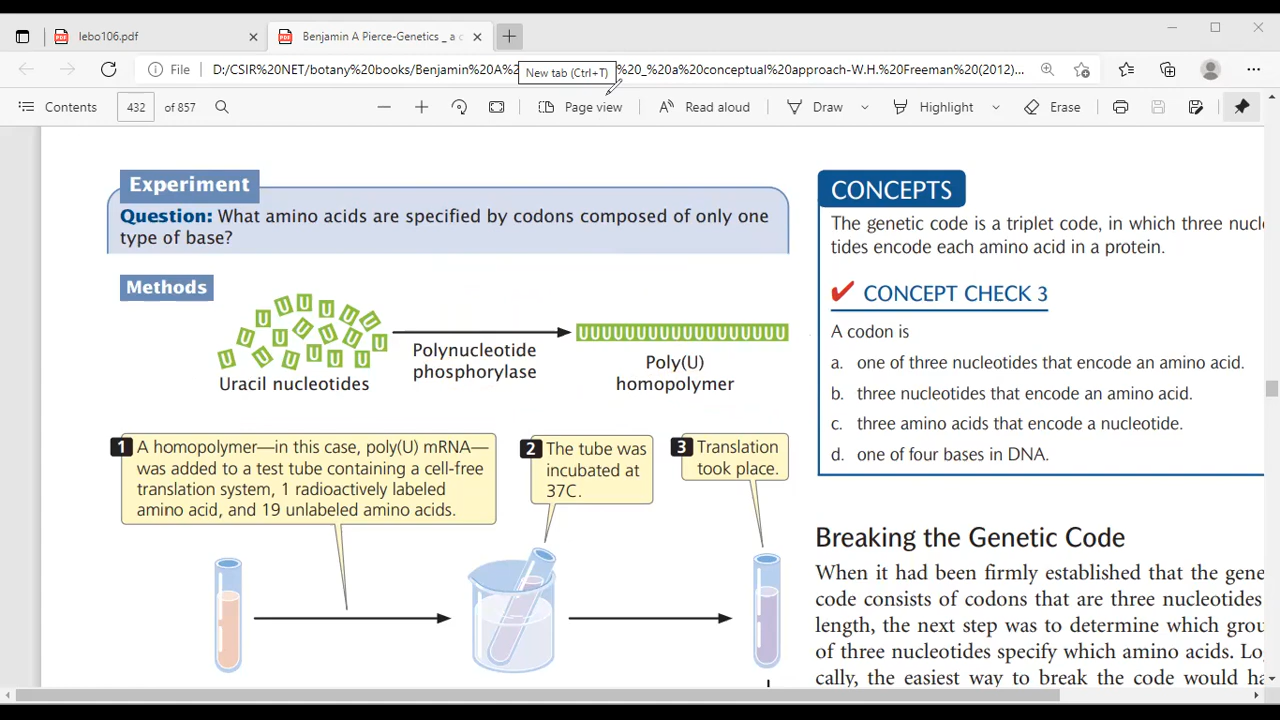 lebo106.pdf
Benjamin A Pierce-Genetics _ a c
File
D:/CSIR%20NET/botany%20books/Benjamin%20A%2
%20_%20a%20conceptual%20approach-W.H.%20Freeman%20(2012)...
New tab (Ctrl+T)
Contents
432
of 857
Page view
Read aloud
Draw
Highlight
Erase
Experiment
Question: What amino acids are specified by codons composed of only one
type of base?
Methods
U U U U U U U U U U U U U U U U U U
Uracil nucleotides
Polynucleotide
phosphorylase
UUUUUUUUUUUUUUUUUU
Poly(U)
homopolymer
1 A homopolymer—in this case, poly(U) mRNA—
was added to a test tube containing a cell-free
translation system, 1 radioactively labeled
amino acid, and 19 unlabeled amino acids.
2 The tube was
incubated at
37C.
3 Translation
took place.
CONCEPTS
The genetic code is a triplet code, in which three nucl
tides encode each amino acid in a protein.
✔ CONCEPT CHECK 3
A codon is
a. one of three nucleotides that encode an amino acid.
b. three nucleotides that encode an amino acid.
c. three amino acids that encode a nucleotide.
d. one of four bases in DNA.
Breaking the Genetic Code
When it had been firmly established that the gene
code consists of codons that are three nucleotides
length, the next step was to determine which grou
of three nucleotides specify which amino acids. Lo
cally, the easiest way to break the code would ha